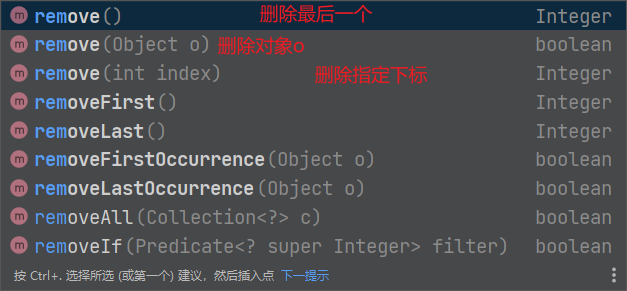 m remove() 删除最后一个 Integer
m remove(Object o) 删除对象o boolean
m remove(int index) 删除指定下标 Integer
m removeFirst() Integer
m removeLast() Integer
m removeFirstOccurrence(Object o) boolean
m removeLastOccurrence(Object o) boolean
m removeAll(Collection<?> c) boolean
m removeIf(Predicate<? super Integer> filter) boolean
按 Ctrl+. 选择所选 (或第一个) 建议，然后插入点 下一提示